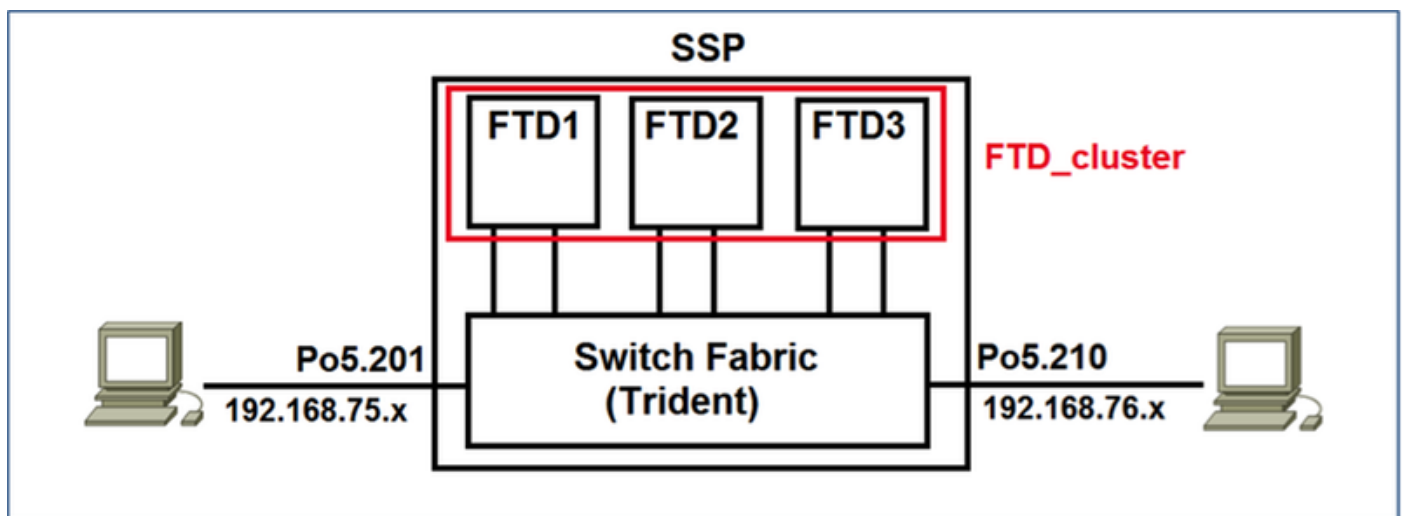 SSP
FTD1
FTD2
FTD3
FTD_cluster
Po5.201
192.168.75.x
Switch Fabric
(Trident)
Po5.210
192.168.76.x